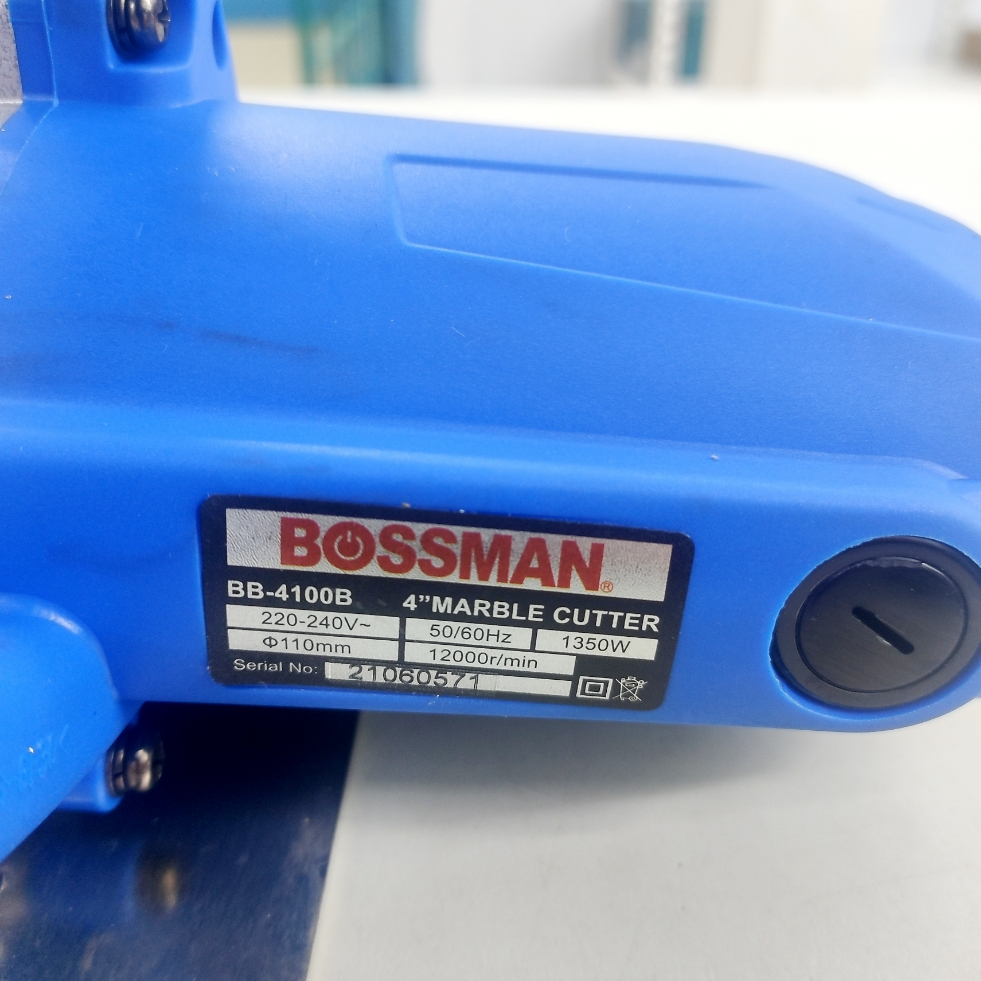 BOSSMAN®
BB-4100B 4”MARBLE CUTTER
220-240V~ 50/60Hz 1350W
Φ110mm 12000r/min
Serial No: 21060571